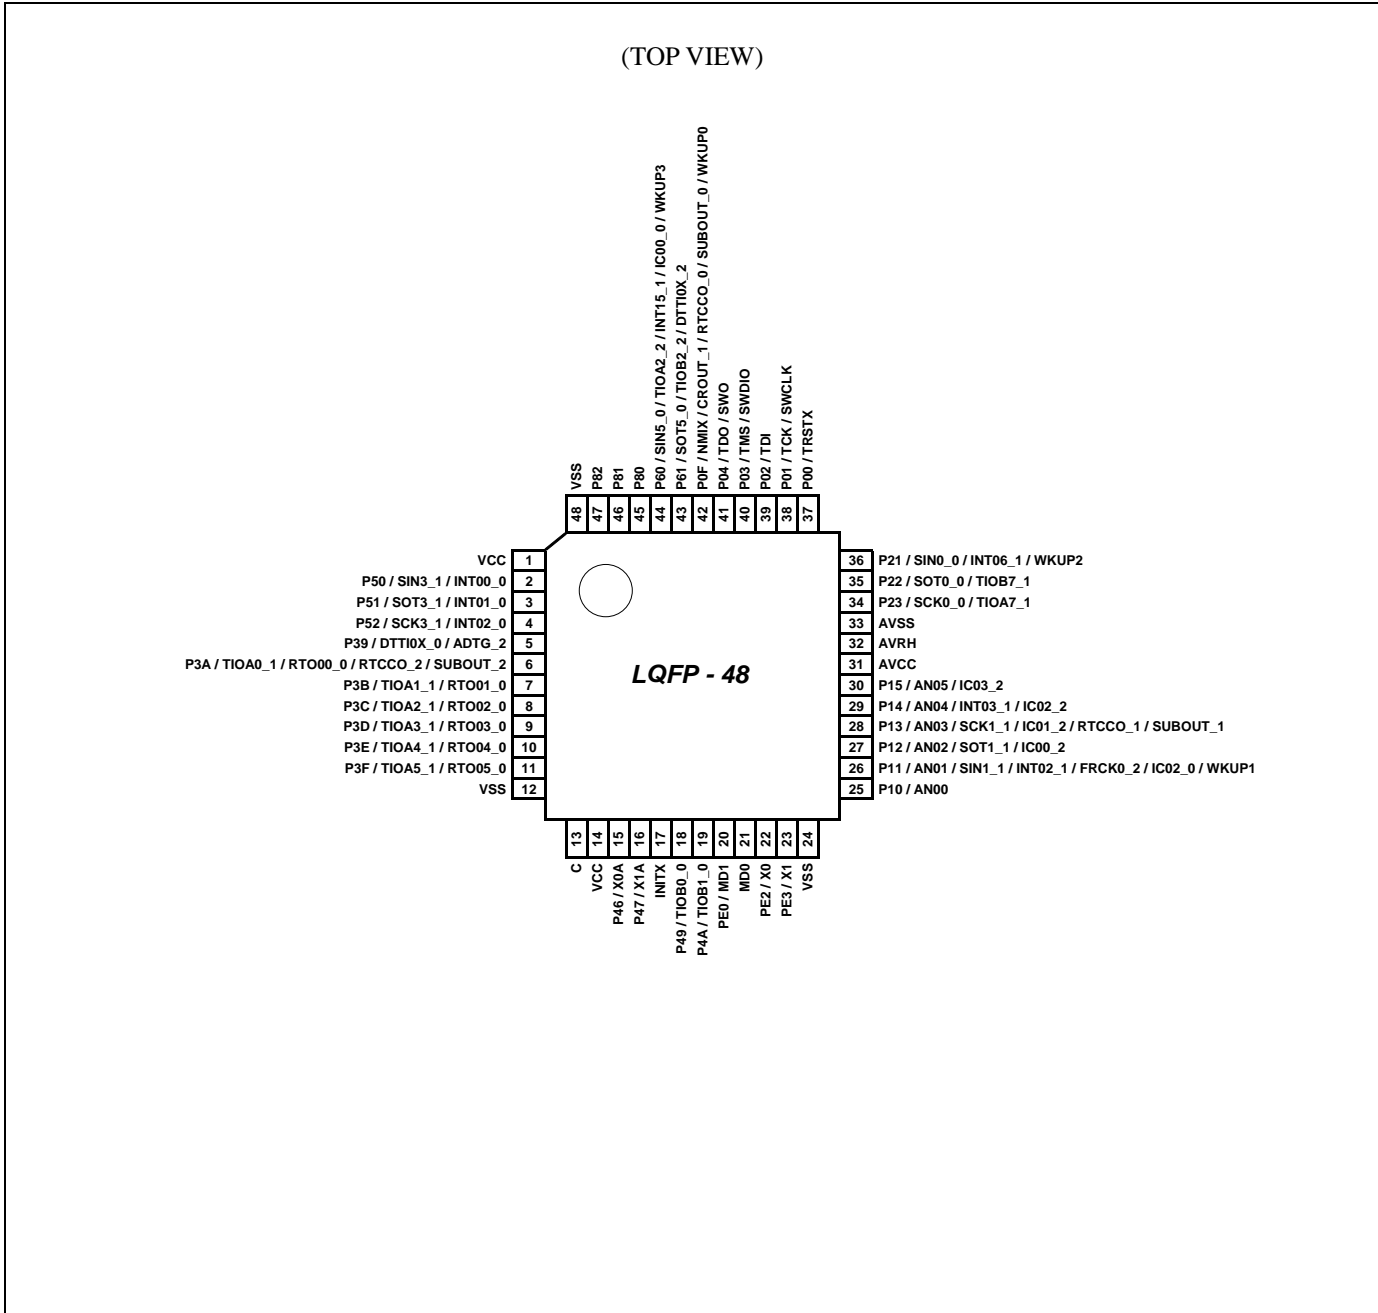 (TOP VIEW)
VSS
P82
P81
P80
P60 / SIN5_0 / TIOA2_2 / INT15_1 / IC00_0 / WKUP3
P61 / SOT5_0 / TIOB2_2 / DTTI0X_2
P0F / NMIX / CROUT_1 / RTCCO_0 / SUBOUT_0 / WKUP0
P04 / TDO / SWO
P03 / TMS / SWDIO
P02 / TDI
P01 / TCK / SWCLK
P00 / TRSTX
48 47 46 45 44 43 42 41 40 39 38 37
VCC 1
P50 / SIN3_1 / INT00_0 2
P51 / SOT3_1 / INT01_0 3
P52 / SCK3_1 / INT02_0 4
P39 / DTTI0X_0 / ADTG_2 5
P3A / TIOA0_1 / RTO00_0 / RTCCO_2 / SUBOUT_2 6
P3B / TIOA1_1 / RTO01_0 7
P3C / TIOA2_1 / RTO02_0 8
P3D / TIOA3_1 / RTO03_0 9
P3E / TIOA4_1 / RTO04_0 10
P3F / TIOA5_1 / RTO05_0 11
VSS 12
LQFP - 48
36 P21 / SIN0_0 / INT06_1 / WKUP2
35 P22 / SOT0_0 / TIOB7_1
34 P23 / SCK0_0 / TIOA7_1
33 AVSS
32 AVRH
31 AVCC
30 P15 / AN05 / IC03_2
29 P14 / AN04 / INT03_1 / IC02_2
28 P13 / AN03 / SCK1_1 / IC01_2 / RTCCO_1 / SUBOUT_1
27 P12 / AN02 / SOT1_1 / IC00_2
26 P11 / AN01 / SIN1_1 / INT02_1 / FRCK0_2 / IC02_0 / WKUP1
25 P10 / AN00
13 14 15 16 17 18 19 20 21 22 23 24
C
VCC
P46 / X0A
P47 / X1A
INITX
P49 / TIOB0_0
P4A / TIOB1_0
PE0 / MD1
MD0
PE2 / X0
PE3 / X1
VSS